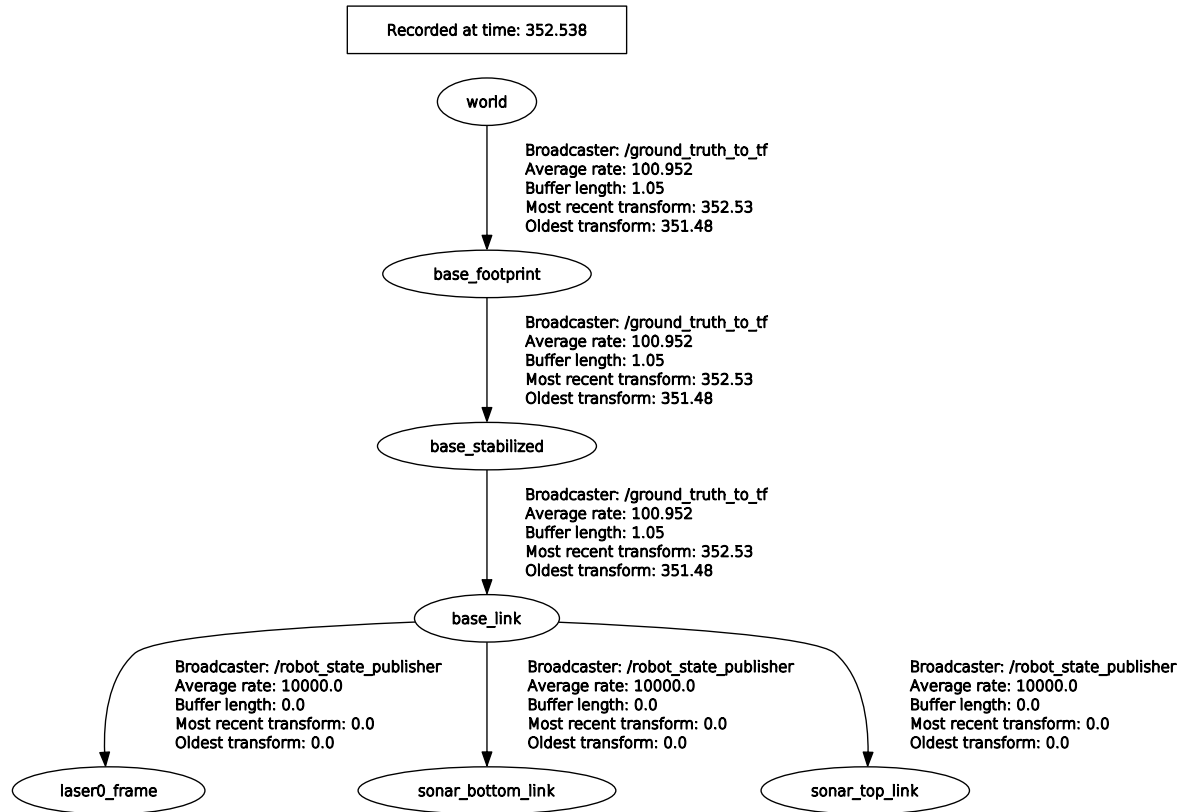 Recorded at time: 352.538
world
Broadcaster: /ground_truth_to_tf
Average rate: 100.952
Buffer length: 1.05
Most recent transform: 352.53
Oldest transform: 351.48
base_footprint
Broadcaster: /ground_truth_to_tf
Average rate: 100.952
Buffer length: 1.05
Most recent transform: 352.53
Oldest transform: 351.48
base_stabilized
Broadcaster: /ground_truth_to_tf
Average rate: 100.952
Buffer length: 1.05
Most recent transform: 352.53
Oldest transform: 351.48
base_link
Broadcaster: /robot_state_publisher
Average rate: 10000.0
Buffer length: 0.0
Most recent transform: 0.0
Oldest transform: 0.0
Broadcaster: /robot_state_publisher
Average rate: 10000.0
Buffer length: 0.0
Most recent transform: 0.0
Oldest transform: 0.0
Broadcaster: /robot_state_publisher
Average rate: 10000.0
Buffer length: 0.0
Most recent transform: 0.0
Oldest transform: 0.0
laser0_frame
sonar_bottom_link
sonar_top_link